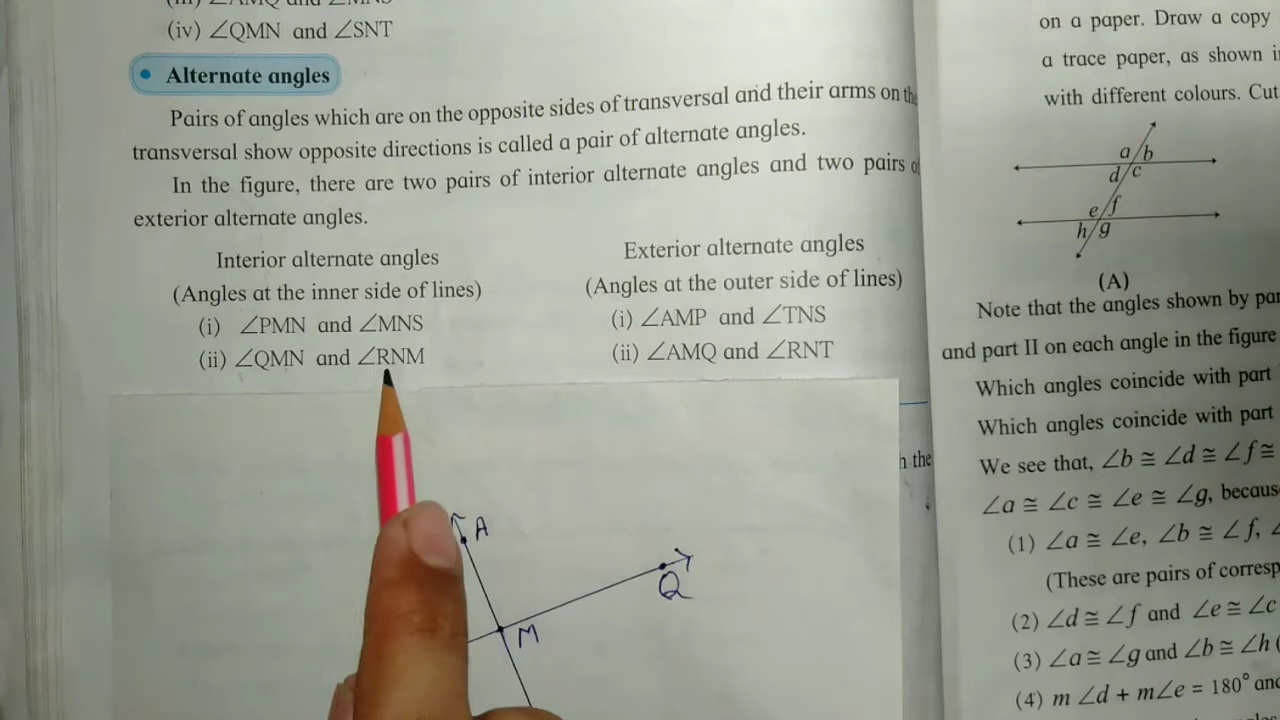 (iv) ∠QMN and ∠SNT
• Alternate angles
Pairs of angles which are on the opposite sides of transversal and their arms on the
transversal show opposite directions is called a pair of alternate angles.
In the figure, there are two pairs of interior alternate angles and two pairs of
exterior alternate angles.
Interior alternate angles
(Angles at the inner side of lines)
(i) ∠PMN and ∠MNS
(ii) ∠QMN and ∠RNM
Exterior alternate angles
(Angles at the outer side of lines)
(i) ∠AMP and ∠TNS
(ii) ∠AMQ and ∠RNT
A
Q
M
the
on a paper. Draw a copy
a trace paper, as shown
with different colours. Cut
a b
d c
e f
h g
(A)
Note that the angles shown by
and part II on each angle in the figure
Which angles coincide with part
Which angles coincide with part
We see that, ∠b ≅ ∠d ≅ ∠f ≅
∠a ≅ ∠c ≅ ∠e ≅ ∠g,
(1) ∠a ≅ ∠e, ∠b ≅ ∠f,
(These are pairs of
(2) ∠d ≅ ∠f and ∠e ≅ ∠c
(3) ∠a ≅ ∠g and ∠b ≅ ∠h
(4) m ∠d + m∠e = 180°